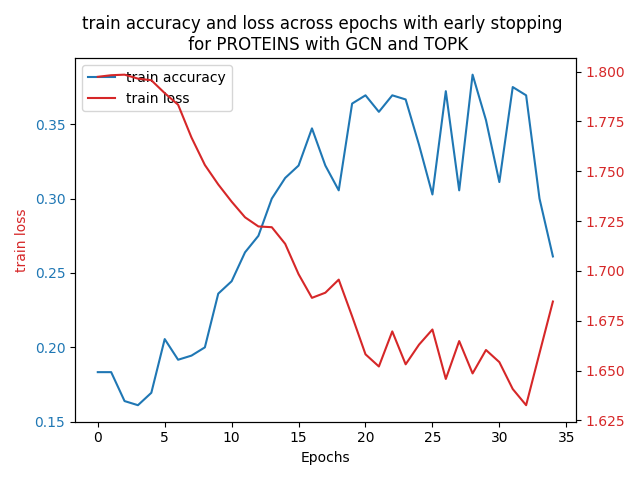 train accuracy and loss across epochs with early stopping
for PROTEINS with GCN and TOPK
train accuracy
train loss
0.35
0.30
0.25
0.20
0.15
train loss
1.800
1.775
1.750
1.725
1.700
1.675
1.650
1.625
0 5 10 15 20 25 30 35
Epochs